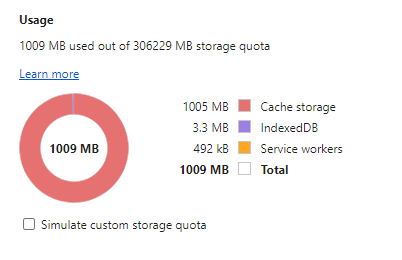 Usage
1009 MB used out of 306229 MB storage quota
Learn more
1009 MB
1005 MB Cache storage
3.3 MB IndexedDB
492 kB Service workers
1009 MB Total
Simulate custom storage quota